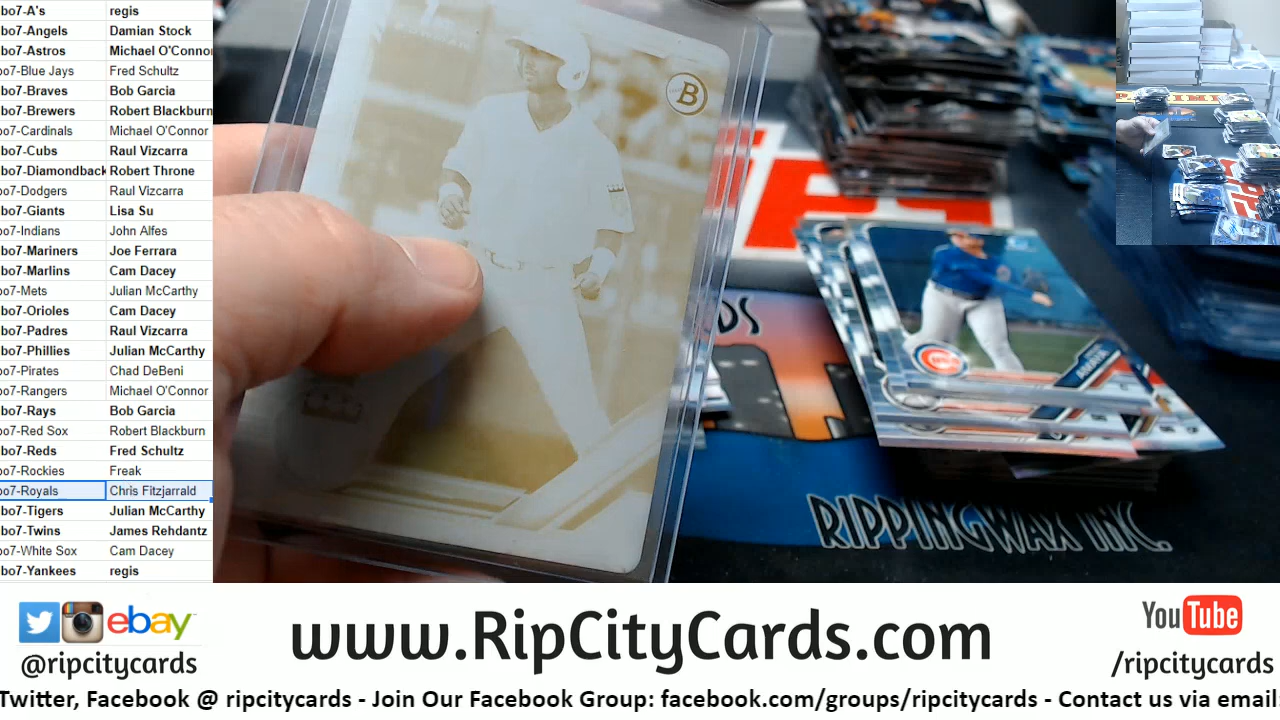 bo7-A's regis
bo7-Angels Damian Stock
bo7-Astros Michael O'Connor
bo7-Blue Jays Fred Schultz
bo7-Braves Bob Garcia
bo7-Brewers Robert Blackburn
bo7-Cardinals Michael O'Connor
bo7-Cubs Raul Vizcarra
bo7-Diamondback Robert Throne
bo7-Dodgers Raul Vizcarra
bo7-Giants Lisa Su
bo7-Indians John Alfes
bo7-Mariners Joe Ferrara
bo7-Marlins Cam Dacey
bo7-Mets Julian McCarthy
bo7-Orioles Cam Dacey
bo7-Padres Raul Vizcarra
bo7-Phillies Julian McCarthy
bo7-Pirates Chad DeBeni
bo7-Rangers Michael O'Connor
bo7-Rays Bob Garcia
bo7-Red Sox Robert Blackburn
bo7-Reds Fred Schultz
bo7-Rockies Freak
bo7-Royals Chris Fitzjarrald
bo7-Tigers Julian McCarthy
bo7-Twins James Rehdantz
bo7-White Sox Cam Dacey
bo7-Yankees regis
B
RIPPINGWAX INC.
ebay
@ripcitycards
www.RipCityCards.com
YouTube
/ripcitycards
Twitter, Facebook @ ripcitycards - Join Our Facebook Group: facebook.com/groups/ripcitycards - Contact us via email: